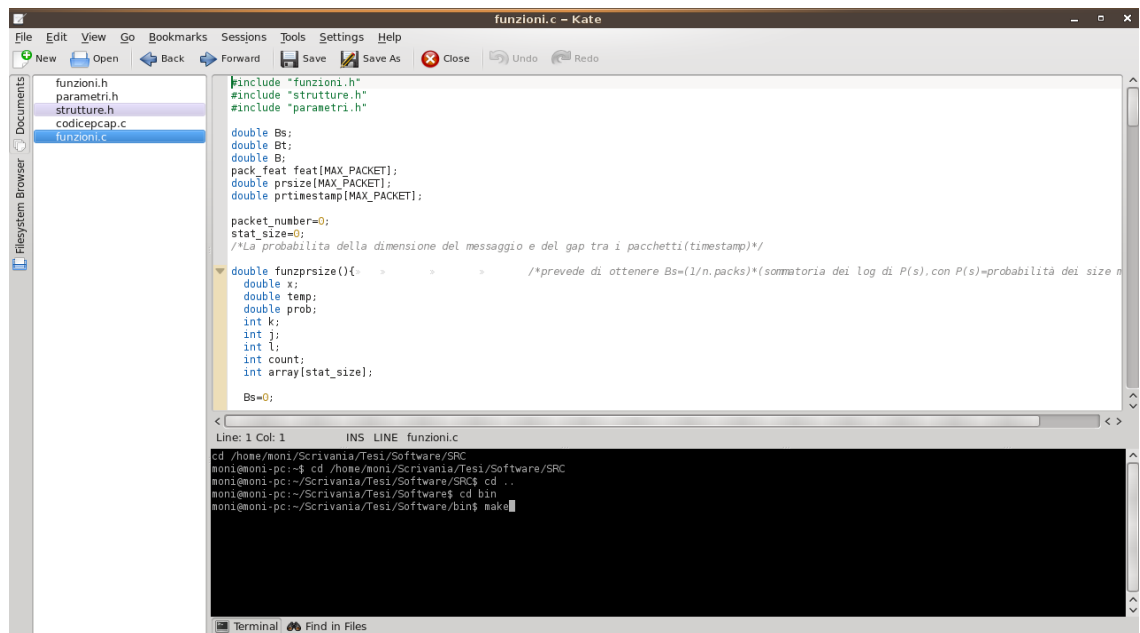 funzioni.c – Kate
File Edit View Go Bookmarks Sessions Tools Settings Help
New Open Back Forward Save Save As Close Undo Redo
Documents
Filesystem Browser
funzioni.h
parametri.h
strutture.h
codicepcap.c
funzioni.c
#include "funzioni.h"
#include "strutture.h"
#include "parametri.h"
double Bs;
double Bt;
double B;
pack_feat feat[MAX_PACKET];
double prsize[MAX_PACKET];
double prtimestamp[MAX_PACKET];
packet_number=0;
stat_size=0;
/*La probabilita della dimensione del messaggio e del gap tra i pacchetti(timestamp)*/
double funzprsize(){ /*prevede di ottenere Bs=(1/n.packs)*(sommatoria dei log di P(s),con P(s)=probabilità dei size m
double x;
double temp;
double prob;
int k;
int j;
int l;
int count;
int array[stat_size];
Bs=0;
Line: 1 Col: 1 INS LINE funzioni.c
cd /home/moni/Scrivania/Tesi/Software/SRC
moni@moni-pc:~$ cd /home/moni/Scrivania/Tesi/Software/SRC
moni@moni-pc:~/Scrivania/Tesi/Software/SRC$ cd ..
moni@moni-pc:~/Scrivania/Tesi/Software$ cd bin
moni@moni-pc:~/Scrivania/Tesi/Software/bin$ make
Terminal Find in Files